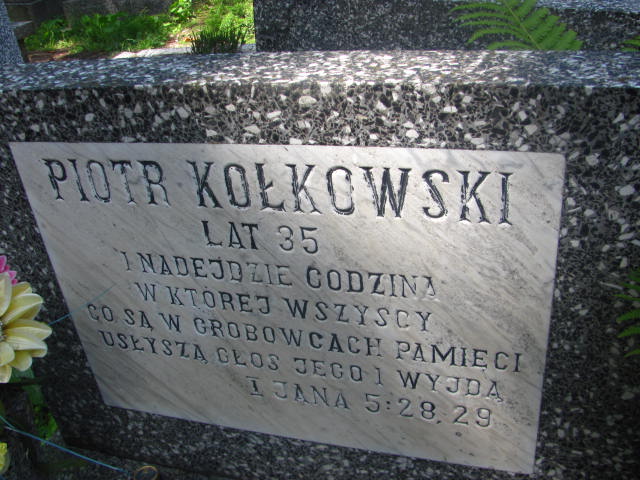 PIOTR KOŁKOWSKI
LAT 35
I NADEJDZIE GODZINA
W KTÓREJ WSZYSCY
CO SĄ W GROBOWCACH PAMIĘCI
USŁYSZĄ GŁOS JEGO I WYJDĄ
I JĄNA 5:28,29